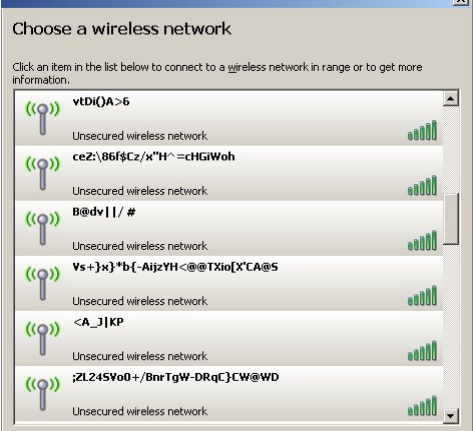 Choose a wireless network
Click an item in the list below to connect to a wireless network in range or to get more
information.
vtDi()A>6
Unsecured wireless network
ceZ:\86f$Cz/x"H^=cHGiWoh
Unsecured wireless network
B@dv||/ #
Unsecured wireless network
Vs+}x}*b{-AijzYH<@@TXio[X'CA@S
Unsecured wireless network
<A_J|KP
Unsecured wireless network
;ZL24SVo0+/BnrTgW-DRqC}CW@WD
Unsecured wireless network